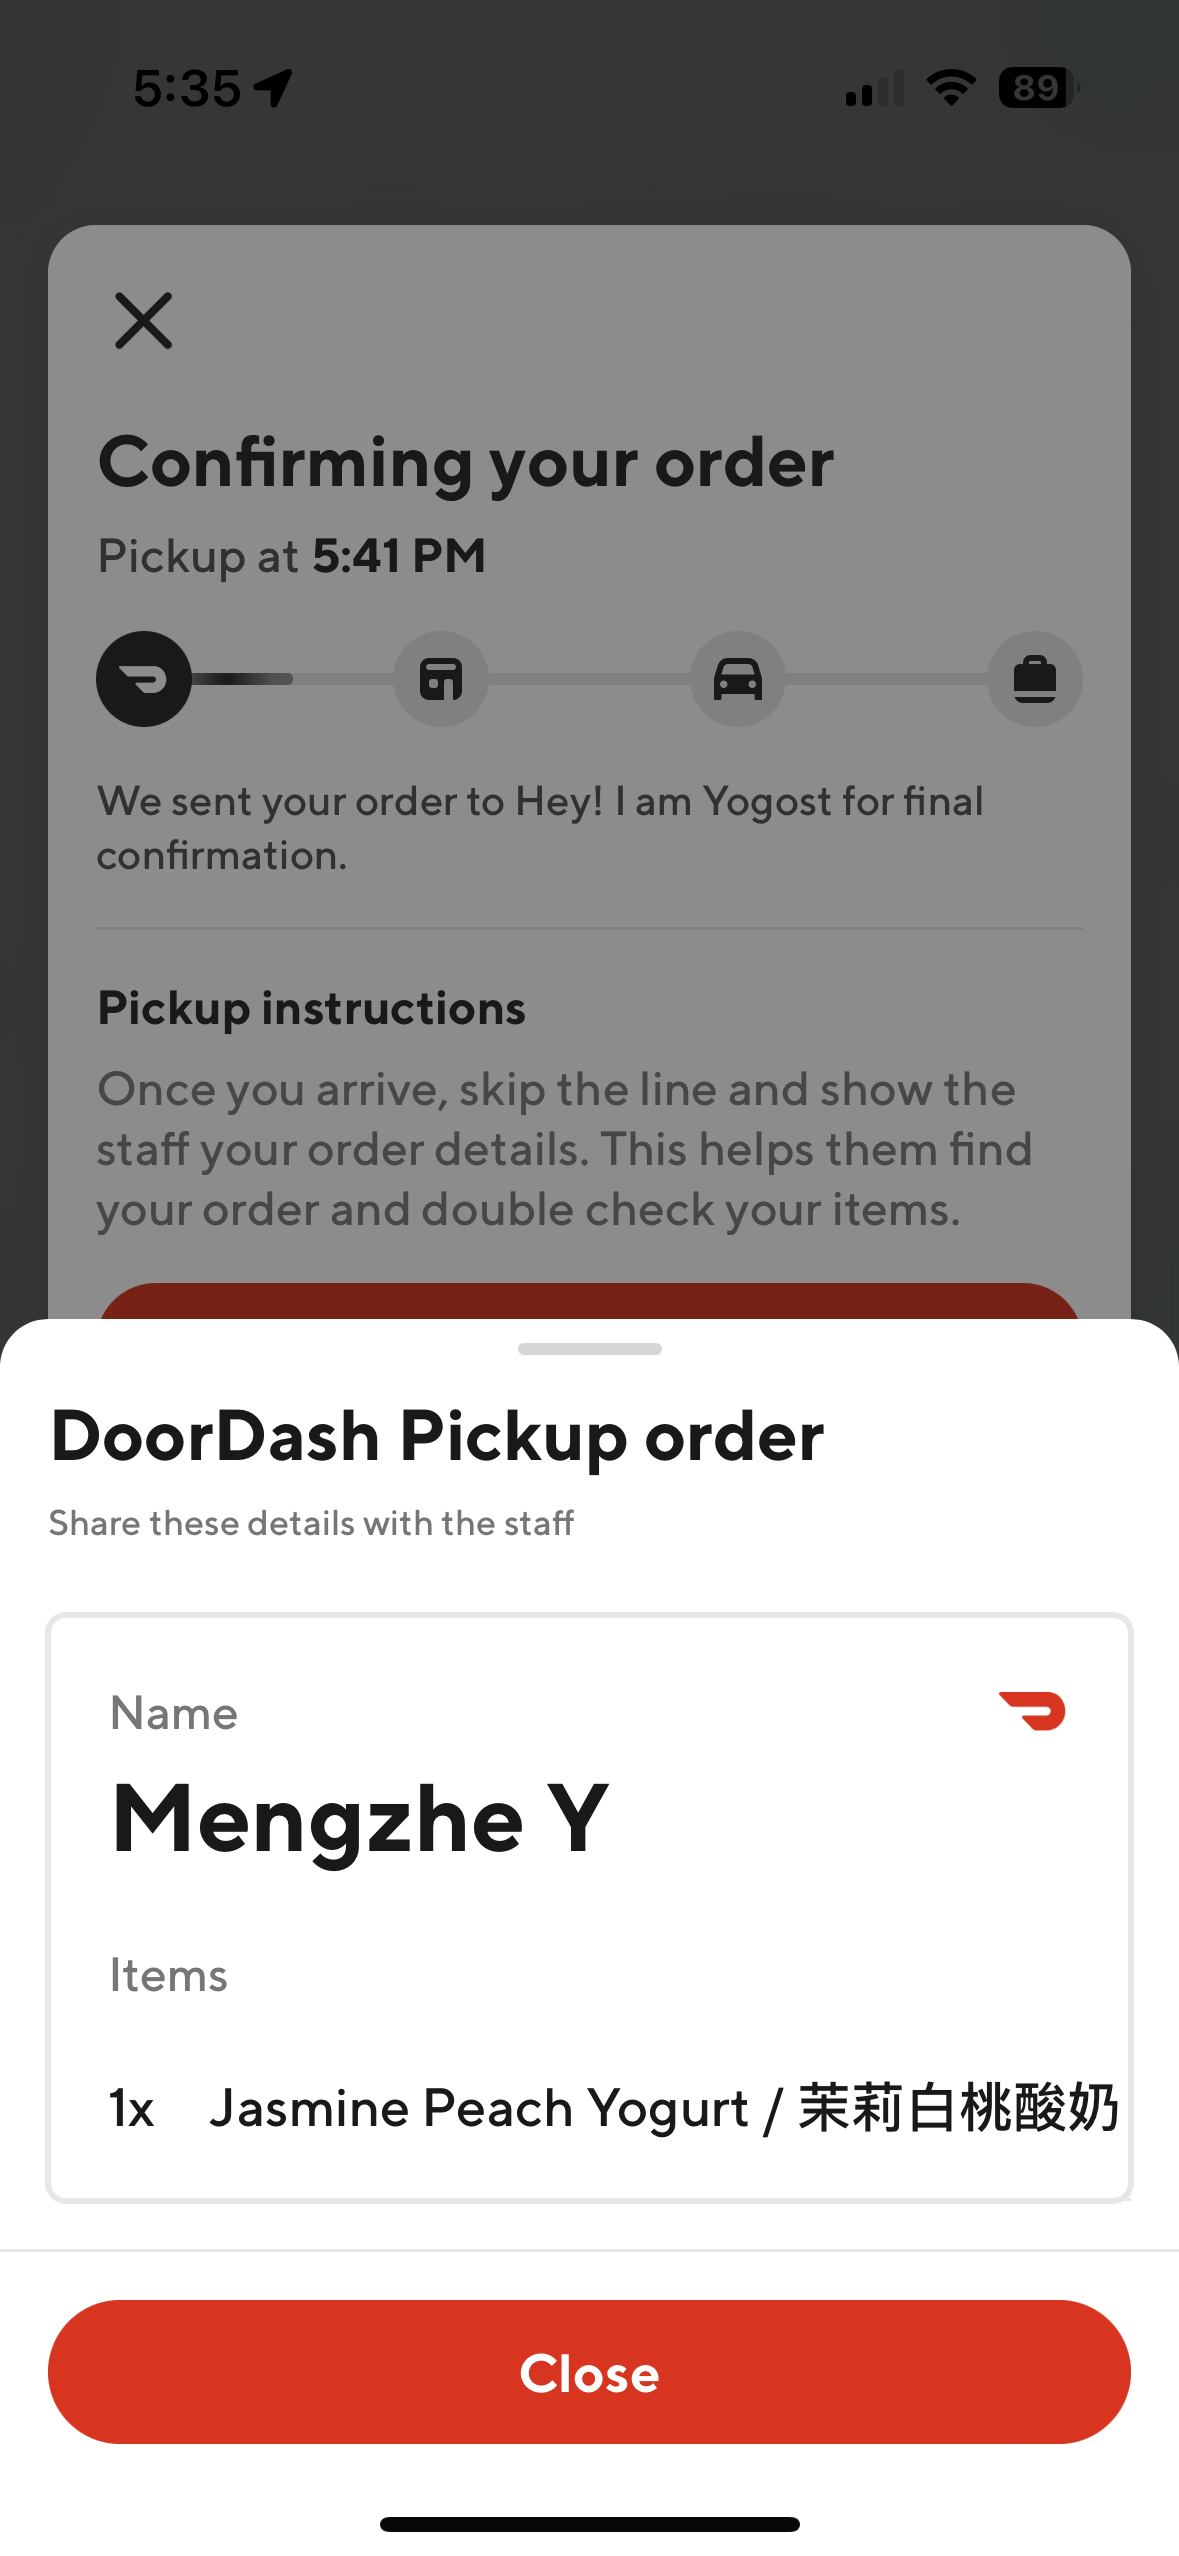 5:35
89
Confirming your order
Pickup at 5:41 PM
We sent your order to Hey! I am Yogost for final
confirmation.
Pickup instructions
Once you arrive, skip the line and show the
staff your order details. This helps them find
your order and double check your items.
DoorDash Pickup order
Share these details with the staff
Name
Mengzhe Y
Items
1x Jasmine Peach Yogurt / 茉莉白桃酸奶
Close